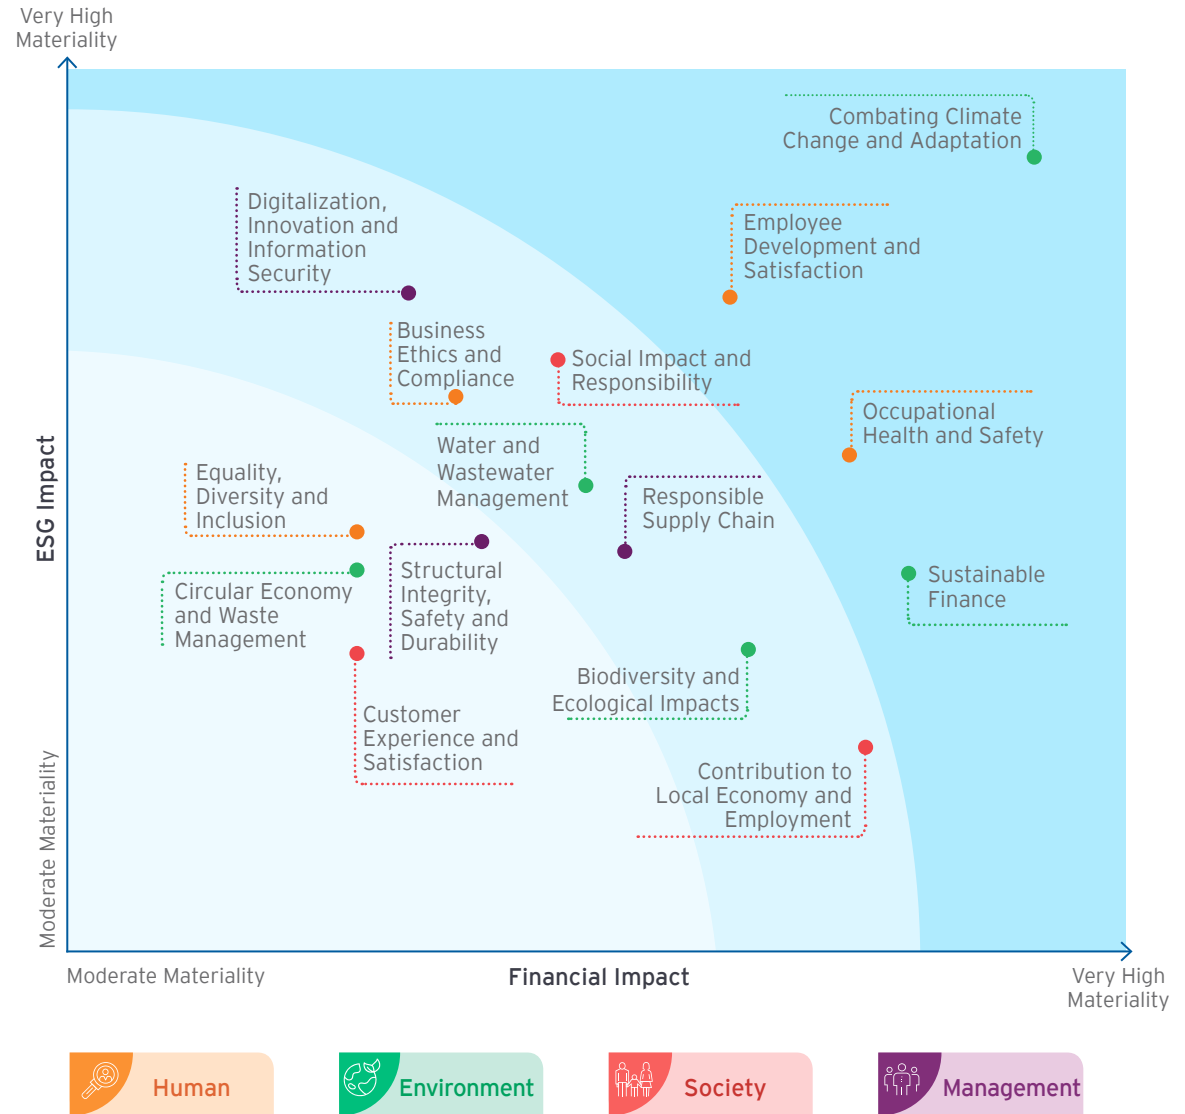 Very High
Materiality
Combating Climate
Change and Adaptation
Digitalization,
Innovation and
Information
Security
Employee
Development and
Satisfaction
Business
Ethics and
Compliance
Social Impact and
Responsibility
Occupational
Health and Safety
Water and
Wastewater
Management
Equality,
Diversity and
Inclusion
Responsible
Supply Chain
Structural
Integrity,
Safety and
Durability
Circular Economy
and Waste
Management
Sustainable
Finance
Biodiversity and
Ecological Impacts
Customer
Experience and
Satisfaction
Contribution to
Local Economy and
Employment
ESG Impact
Moderate Materiality
Moderate Materiality
Financial Impact
Very High
Materiality
Human
Environment
Society
Management